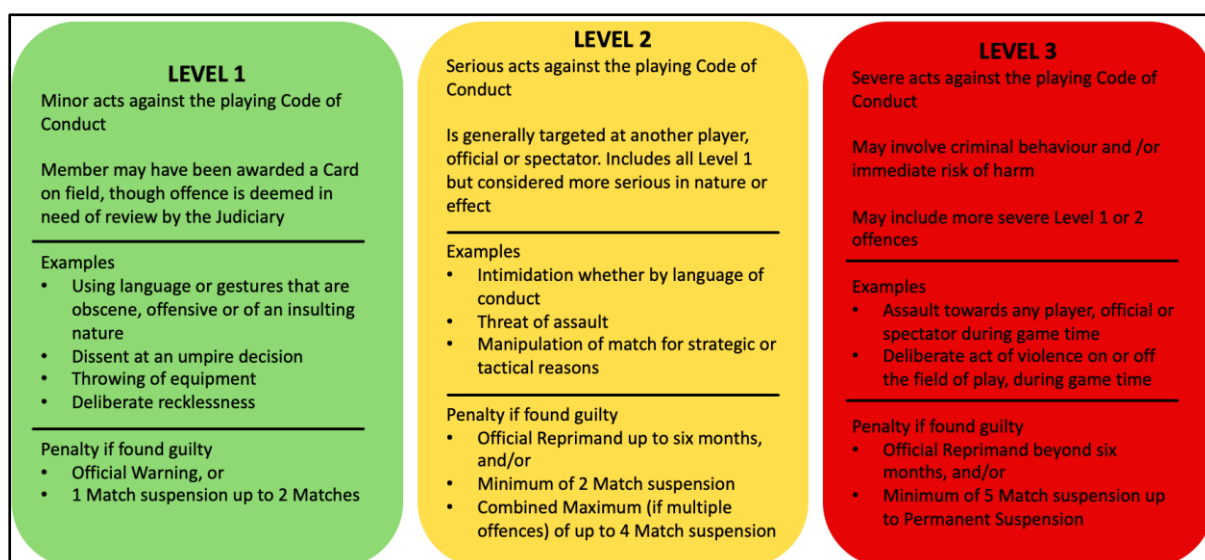 LEVEL 1
Minor acts against the playing Code of
Conduct
Member may have been awarded a Card
on field, though offence is deemed in
need of review by the Judiciary
Examples
• Using language or gestures that are
obscene, offensive or of an insulting
nature
• Dissent at an umpire decision
• Throwing of equipment
• Deliberate recklessness
Penalty if found guilty
• Official Warning, or
• 1 Match suspension up to 2 Matches
LEVEL 2
Serious acts against the playing Code of
Conduct
Is generally targeted at another player,
official or spectator. Includes all Level 1
but considered more serious in nature or
effect
Examples
• Intimidation whether by language of
conduct
• Threat of assault
• Manipulation of match for strategic or
tactical reasons
Penalty if found guilty
• Official Reprimand up to six months,
and/or
• Minimum of 2 Match suspension
• Combined Maximum (if multiple
offences) of up to 4 Match suspension
LEVEL 3
Severe acts against the playing Code of
Conduct
May involve criminal behaviour and /or
immediate risk of harm
May include more severe Level 1 or 2
offences
Examples
• Assault towards any player, official or
spectator during game time
• Deliberate act of violence on or off
the field of play, during game time
Penalty if found guilty
• Official Reprimand beyond six
months, and/or
• Minimum of 5 Match suspension up
to Permanent Suspension